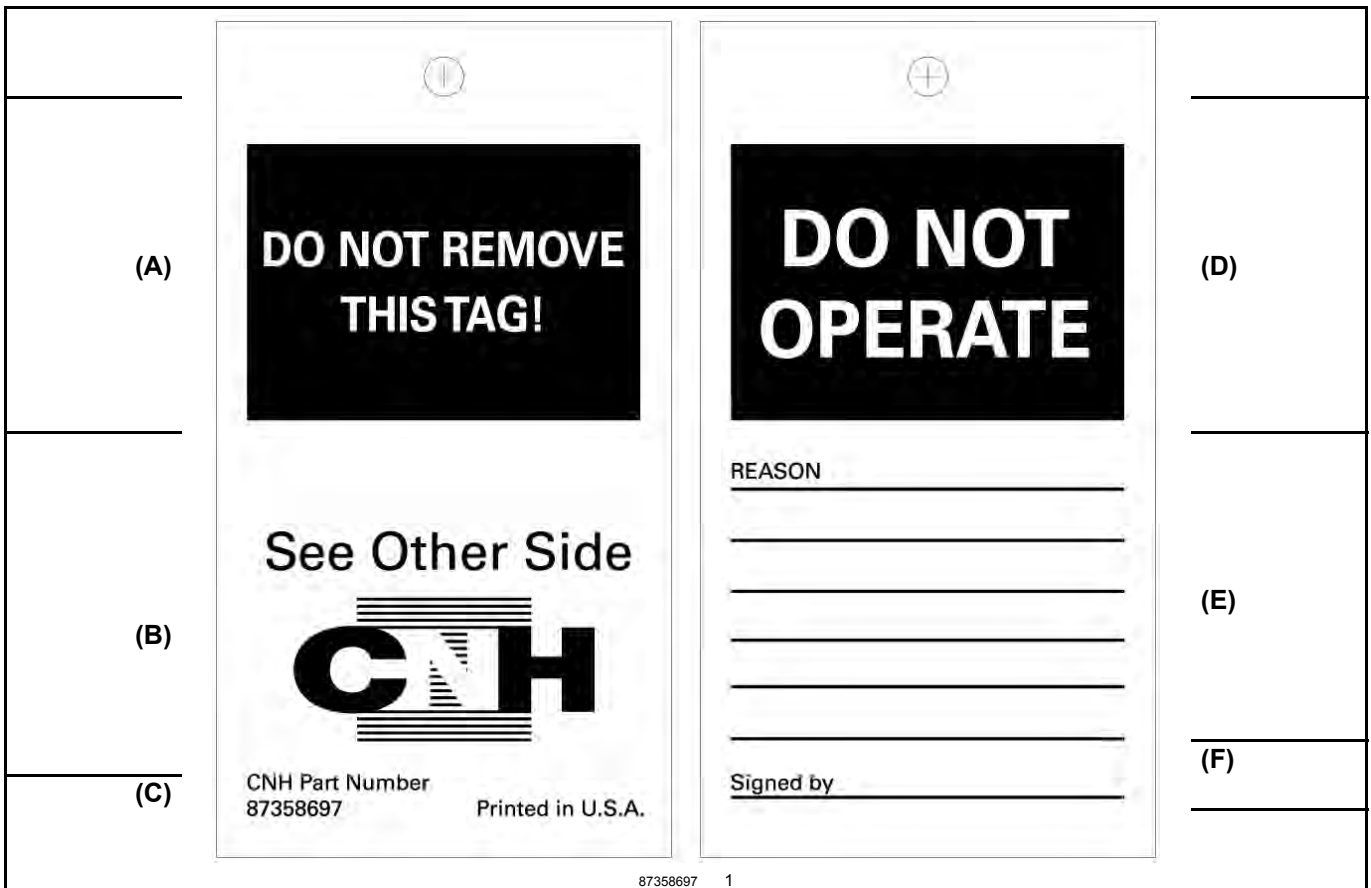 (A)
DO NOT REMOVE
THIS TAG!
(B)
See Other Side
CNH
(C)
CNH Part Number
87358697
Printed in U.S.A.
(D)
DO NOT
OPERATE
(E)
REASON
(F)
Signed by
87358697 1